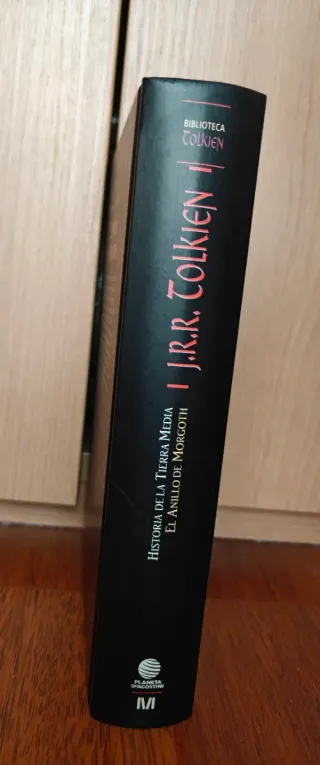 BIBLIOTECA
TOLKIEN
J.R.R. TOLKIEN
HISTORIA DE LA TIERRA MEDIA
EL ANILLO DE MORGOTH
PLANETA
DEAGOSTINI